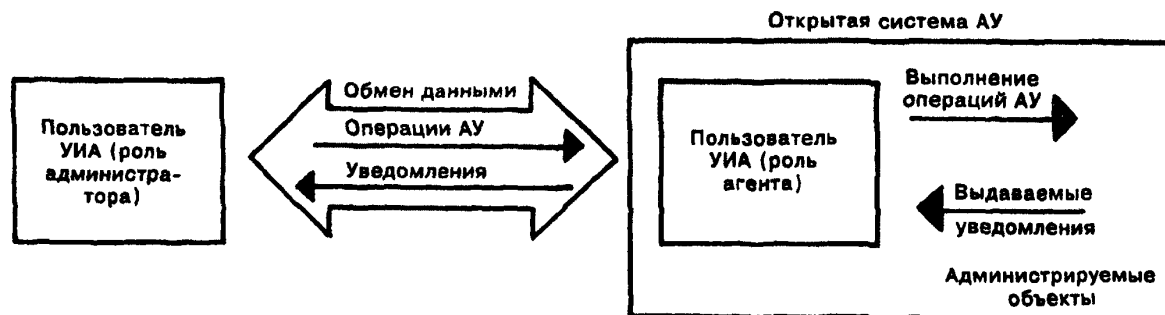 Открытая система АУ
Пользователь
УИА (роль
администра-
тора)
Обмен данными
Операции АУ
Уведомления
Пользователь
УИА (роль
агента)
Выполнение
операций АУ
Выдаваемые
уведомления
Администрируемые
объекты